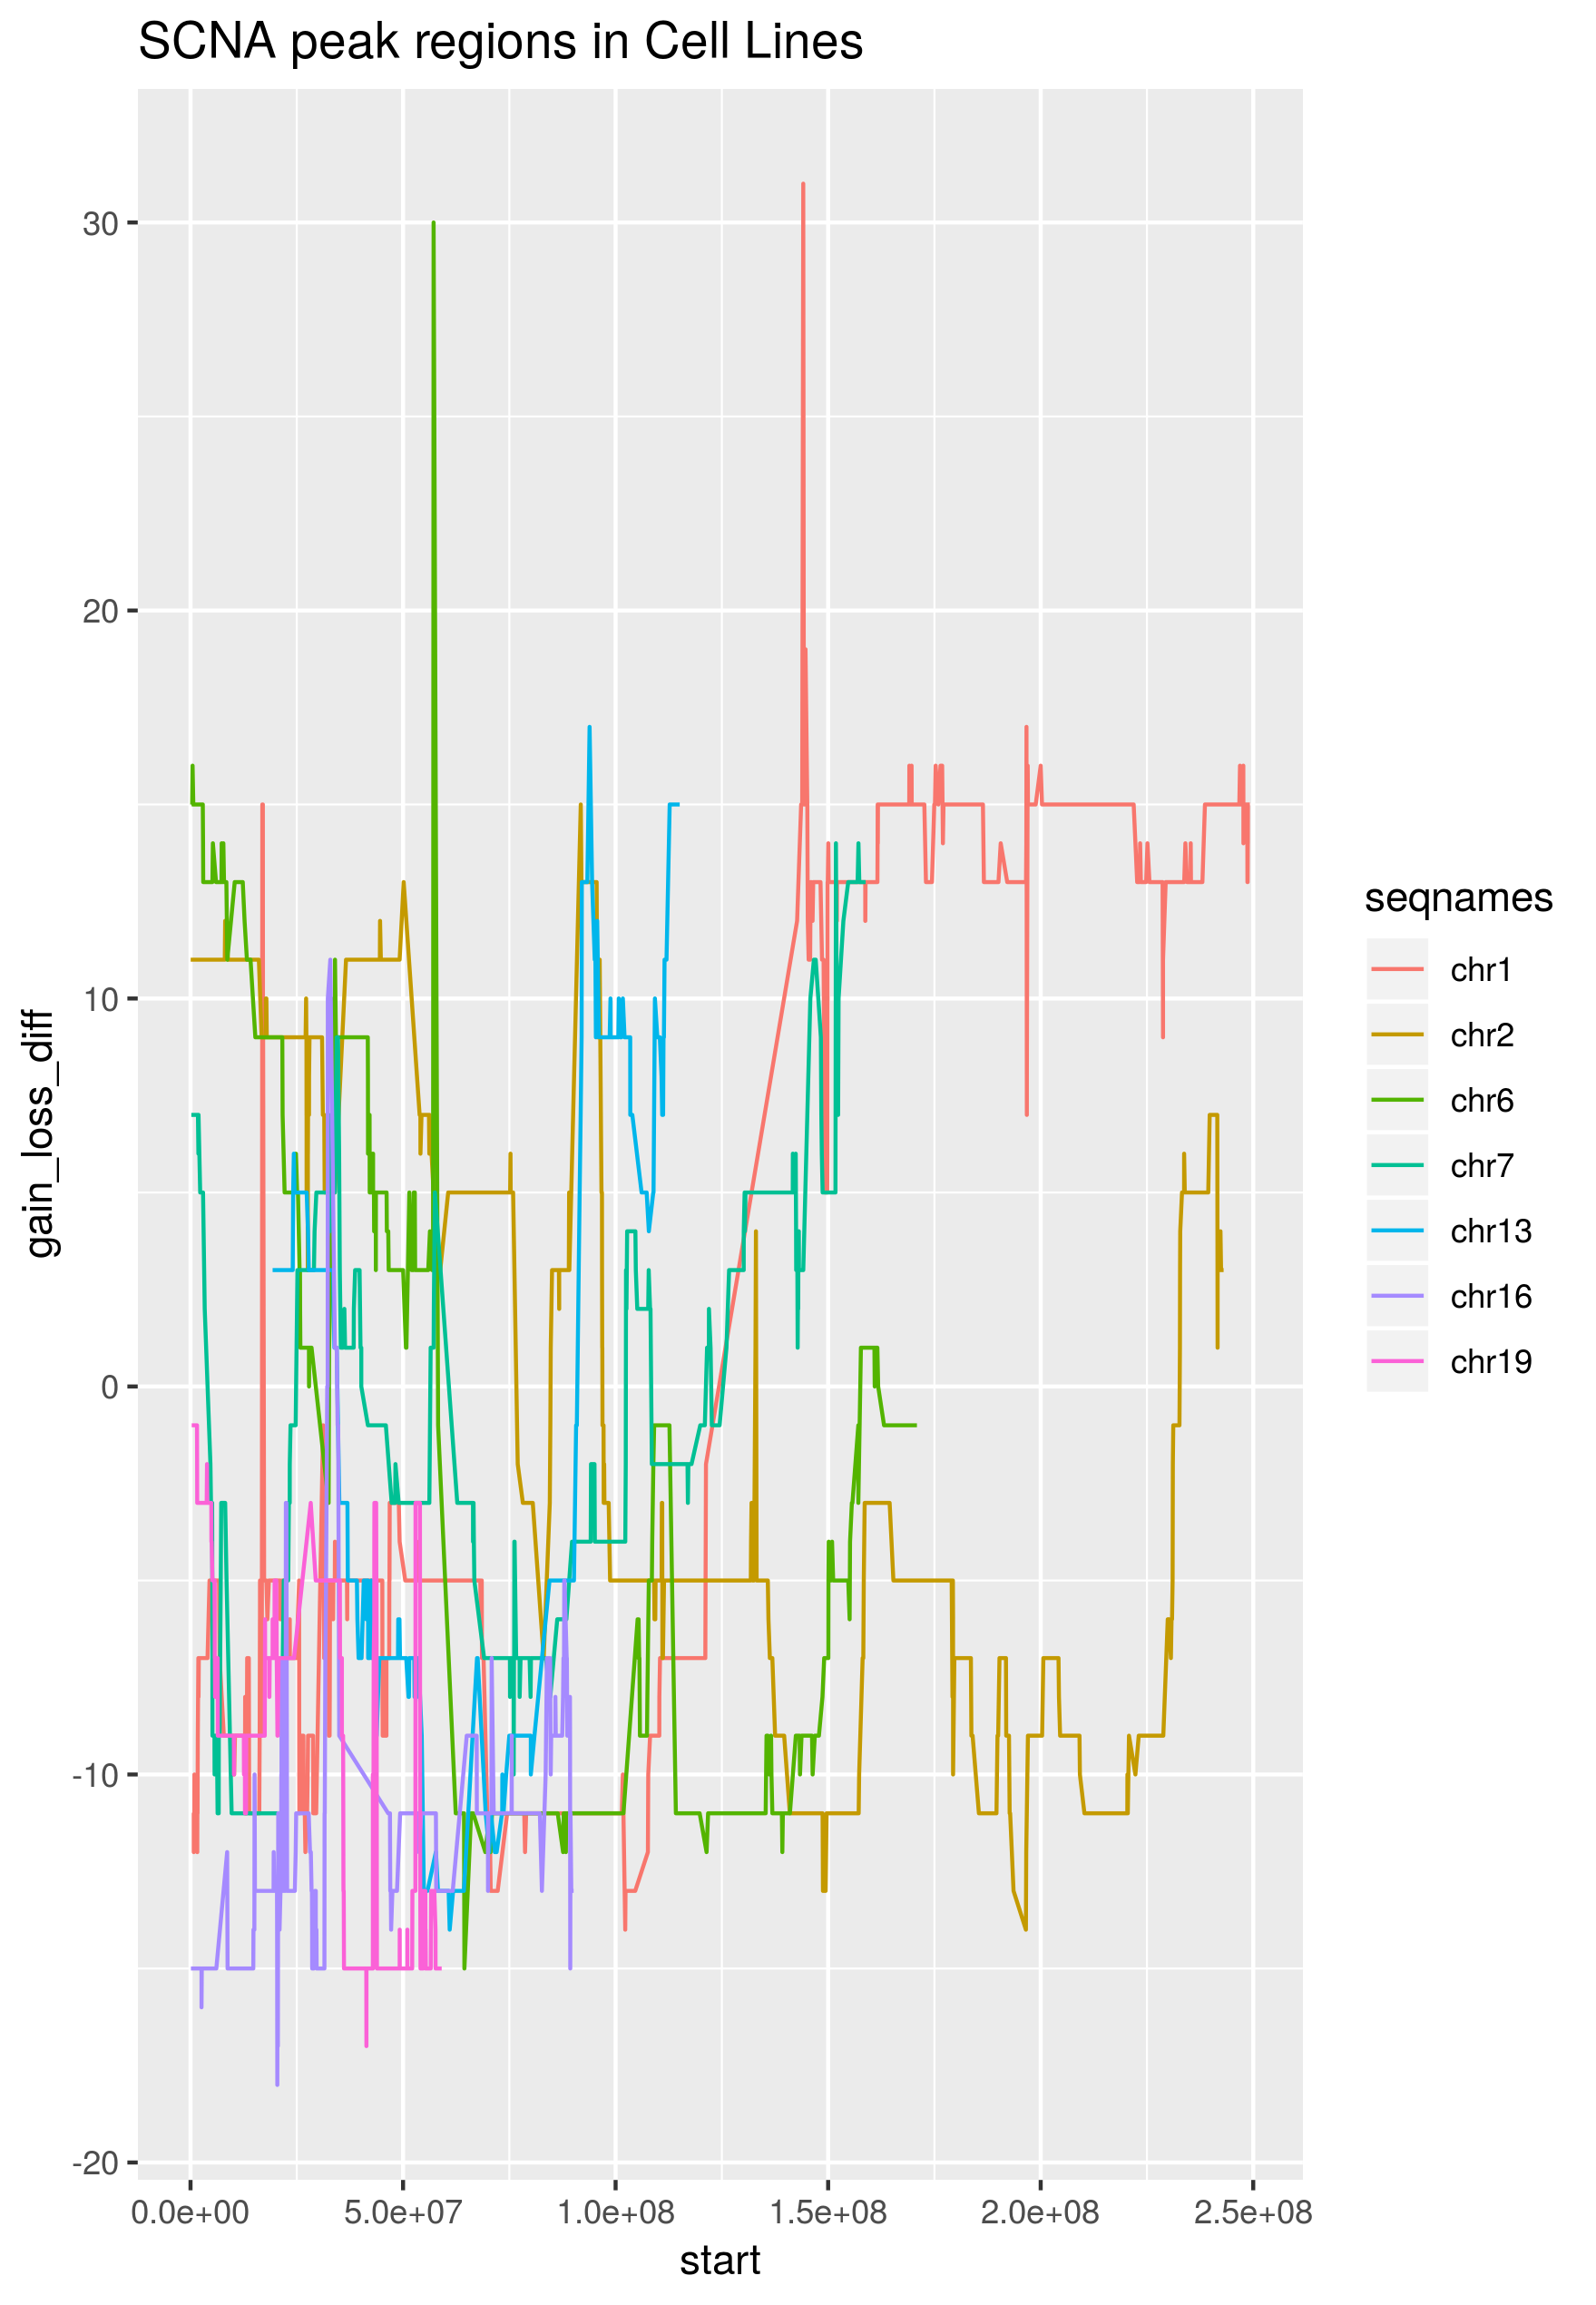 SCNA peak regions in Cell Lines
gain_loss_diff
30
20
10
0
-10
-20
0.0e+00 5.0e+07 1.0e+08 1.5e+08 2.0e+08 2.5e+08
start
seqnames
chr1
chr2
chr6
chr7
chr13
chr16
chr19